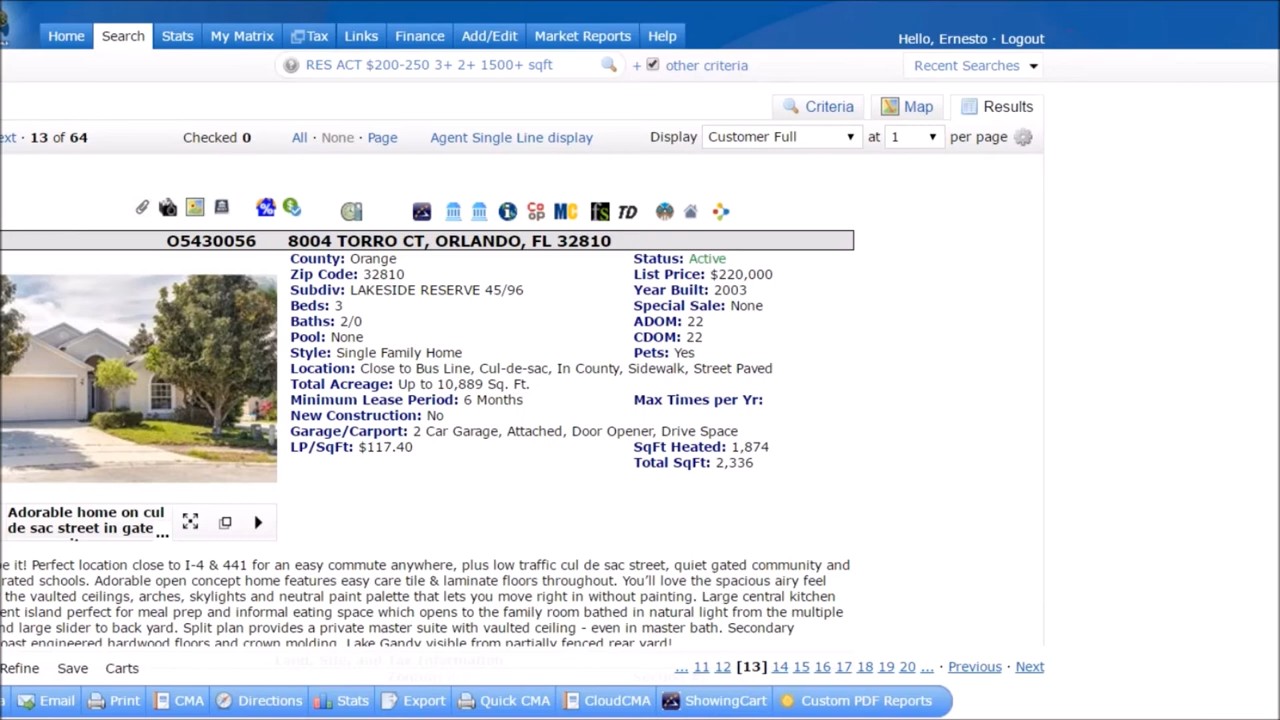 Home Search Stats My Matrix Tax Links Finance Add/Edit Market Reports Help
Hello, Ernesto · Logout
RES ACT $200-250 3+ 2+ 1500+ sqft + other criteria Recent Searches
Criteria Map Results
ext · 13 of 64 Checked 0 All · None · Page Agent Single Line display Display Customer Full at 1 per page
CO OP MC fs TD
O5430056 8004 TORRO CT, ORLANDO, FL 32810
County: Orange Status: Active
Zip Code: 32810 List Price: $220,000
Subdiv: LAKESIDE RESERVE 45/96 Year Built: 2003
Beds: 3 Special Sale: None
Baths: 2/0 ADOM: 22
Pool: None CDOM: 22
Style: Single Family Home Pets: Yes
Location: Close to Bus Line, Cul-de-sac, In County, Sidewalk, Street Paved
Total Acreage: Up to 10,889 Sq. Ft.
Minimum Lease Period: 6 Months Max Times per Yr:
New Construction: No
Garage/Carport: 2 Car Garage, Attached, Door Opener, Drive Space
LP/SqFt: $117.40 SqFt Heated: 1,874
Total SqFt: 2,336
Adorable home on cul
de sac street in gate ...
e it! Perfect location close to I-4 & 441 for an easy commute anywhere, plus low traffic cul de sac street, quiet gated community and
rated schools. Adorable open concept home features easy care tile & laminate floors throughout. You'll love the spacious airy feel
the vaulted ceilings, arches, skylights and neutral paint palette that lets you move right in without painting. Large central kitchen
ent island perfect for meal prep and informal eating space which opens to the family room bathed in natural light from the multiple
nd large slider to back yard. Split plan provides a private master suite with vaulted ceiling - even in master bath. Secondary
oast engineered hardwood floors and crown molding. Lake Gandy visible from partially fenced rear yard!
Refine Save Carts ... 11 12 [13] 14 15 16 17 18 19 20 ... · Previous · Next
a Email Print CMA Directions Stats Export Quick CMA CloudCMA ShowingCart Custom PDF Reports